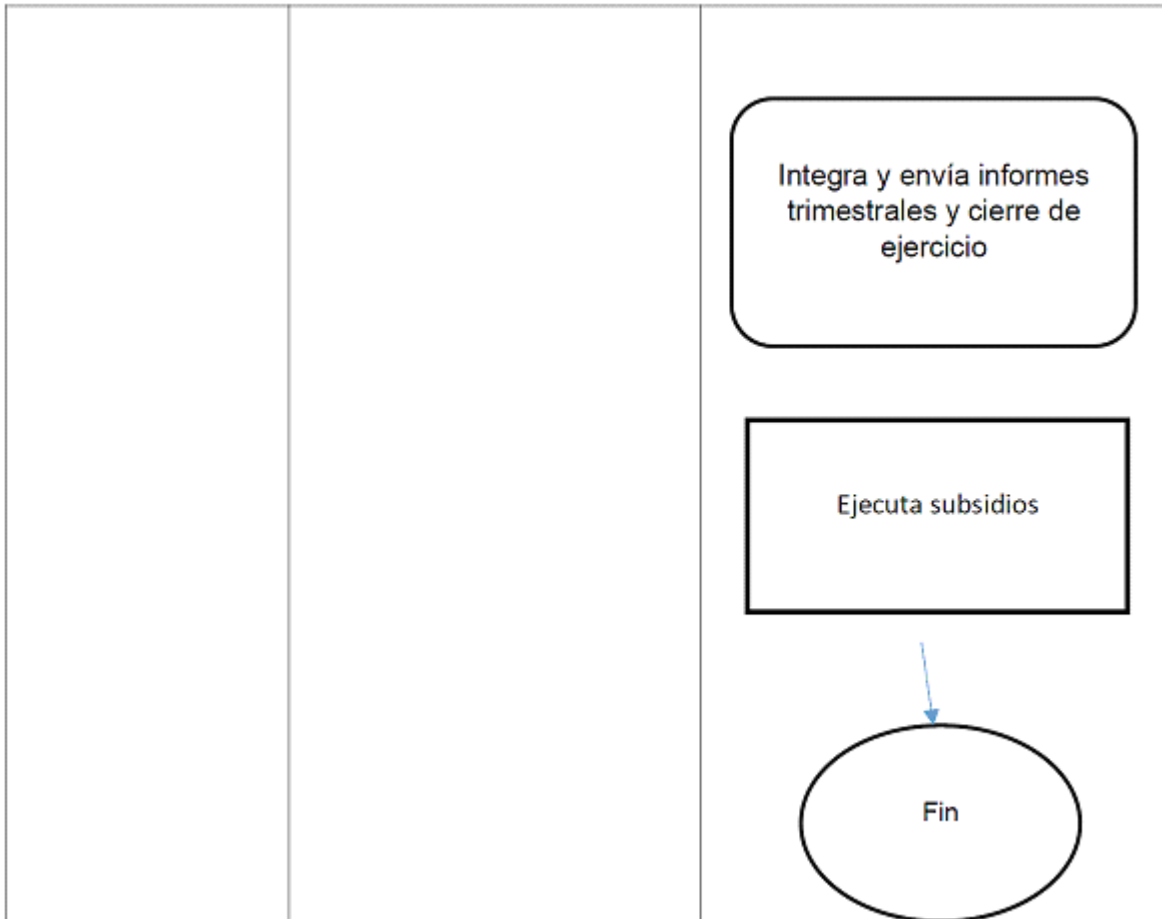 Integra y envía informes
trimestrales y cierre de
ejercicio
Ejecuta subsidios
Fin